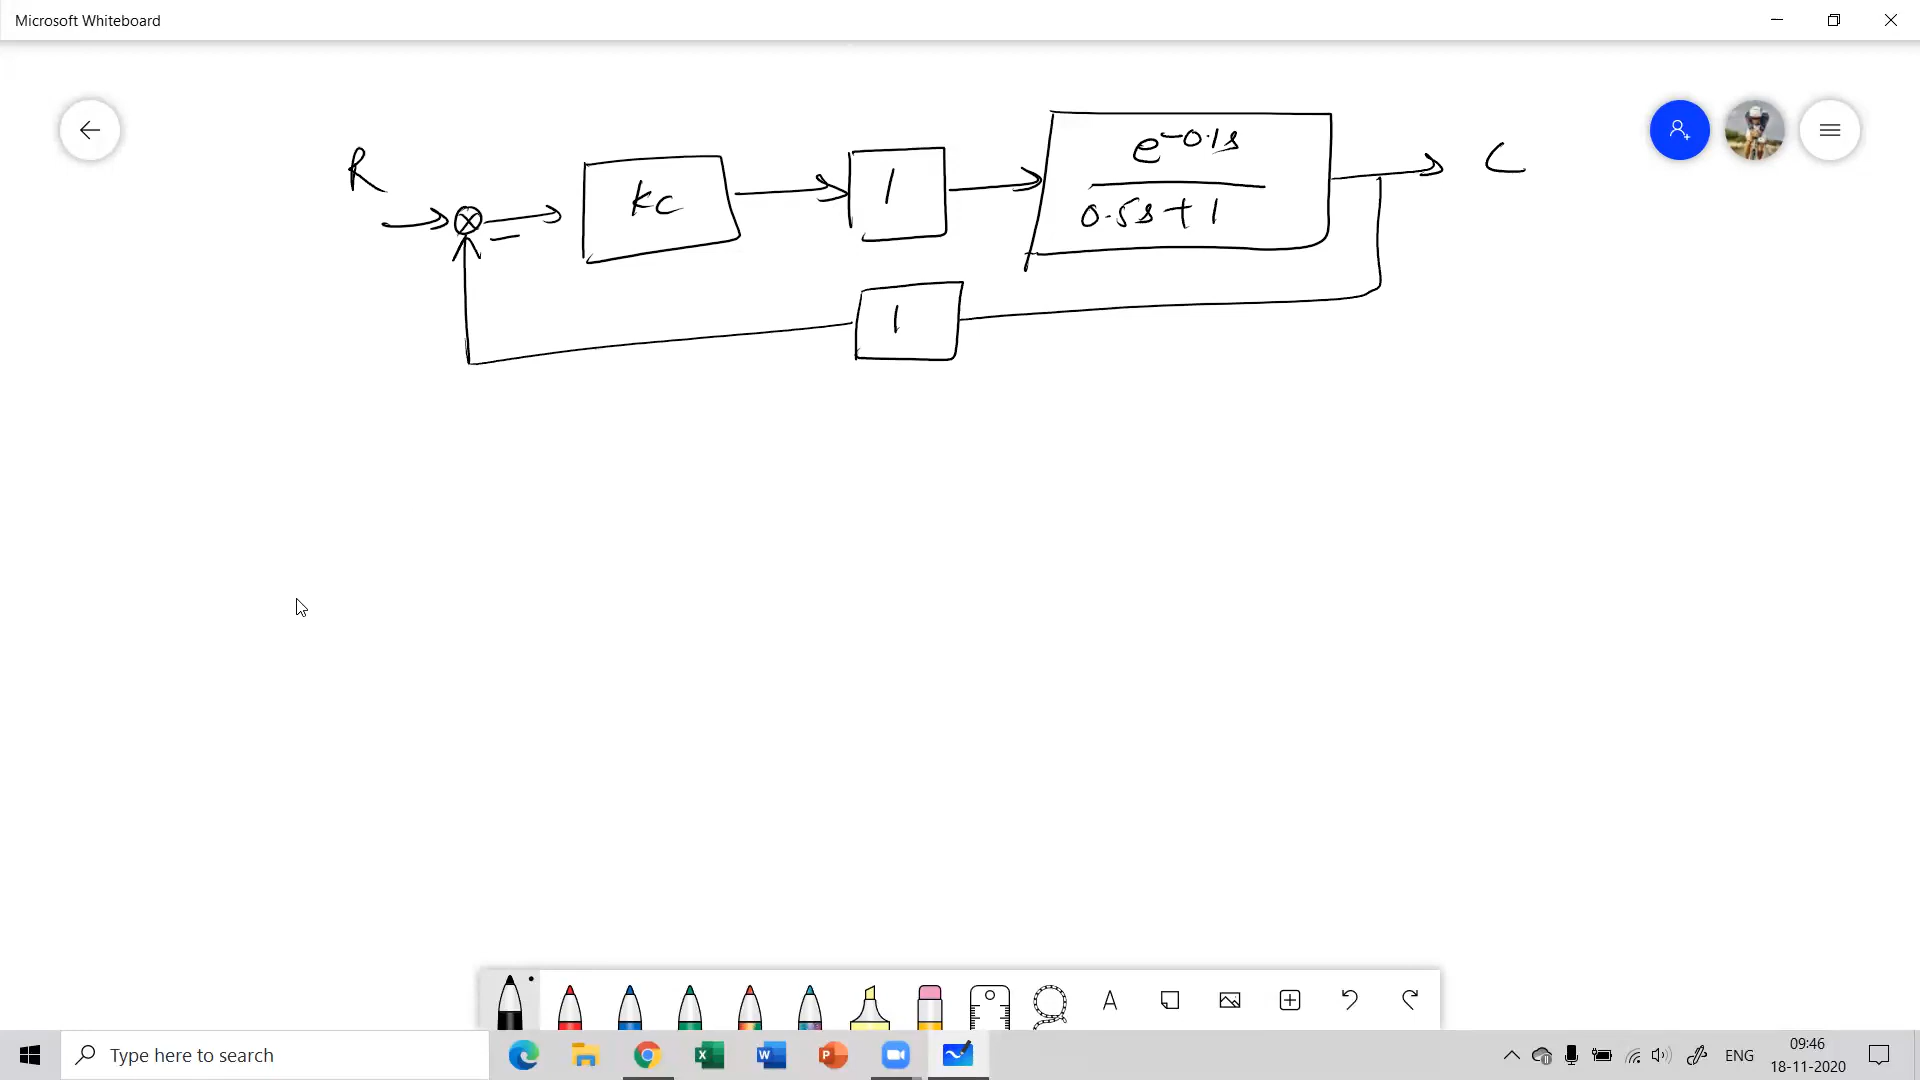 Microsoft Whiteboard
R
kc
1
e^-0.1s
0.5s+1
C
1
A
Type here to search
ENG
09:46
18-11-2020